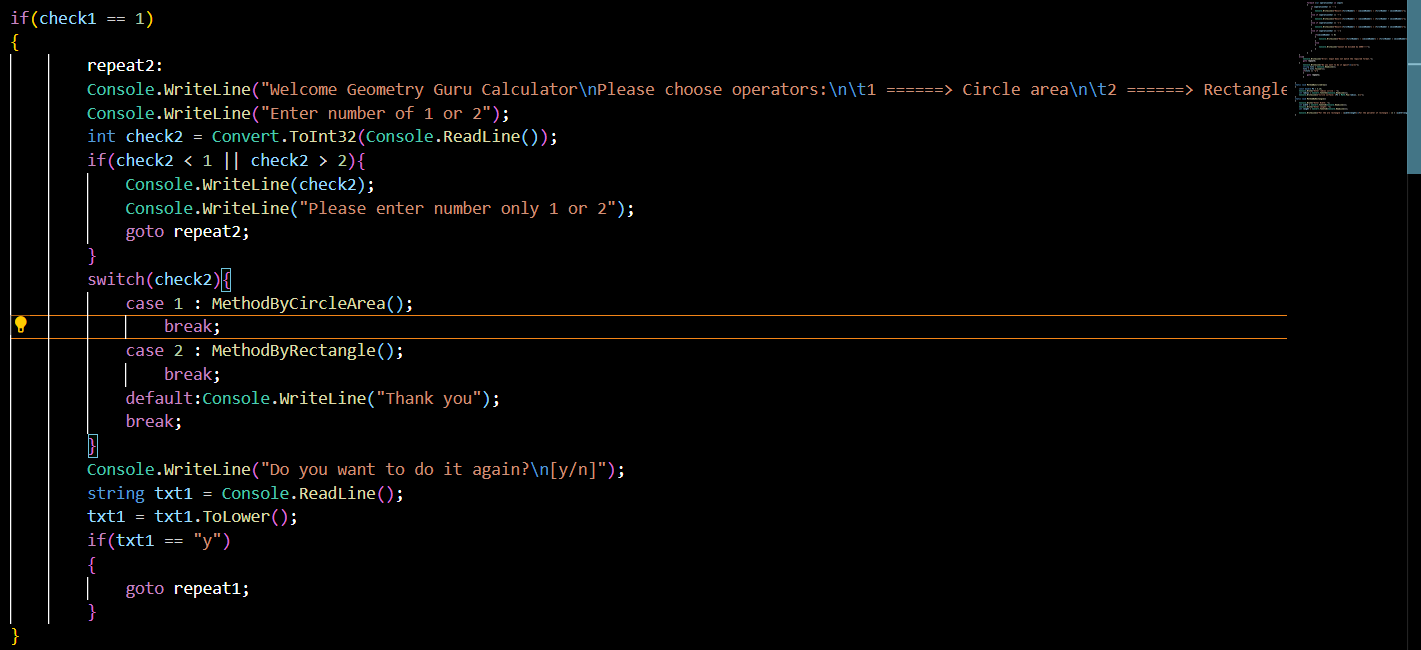 if(check1 == 1)
{
repeat2:
Console.WriteLine("Welcome Geometry Guru Calculator\nPlease choose operators:\n\t1 ======> Circle area\n\t2 ======> Rectangle
Console.WriteLine("Enter number of 1 or 2");
int check2 = Convert.ToInt32(Console.ReadLine());
if(check2 < 1 || check2 > 2){
Console.WriteLine(check2);
Console.WriteLine("Please enter number only 1 or 2");
goto repeat2;
}
switch(check2){
case 1 : MethodByCircleArea();
break;
case 2 : MethodByRectangle();
break;
default:Console.WriteLine("Thank you");
break;
}
Console.WriteLine("Do you want to do it again?\n[y/n]");
string txt1 = Console.ReadLine();
txt1 = txt1.ToLower();
if(txt1 == "y")
{
goto repeat1;
}
}